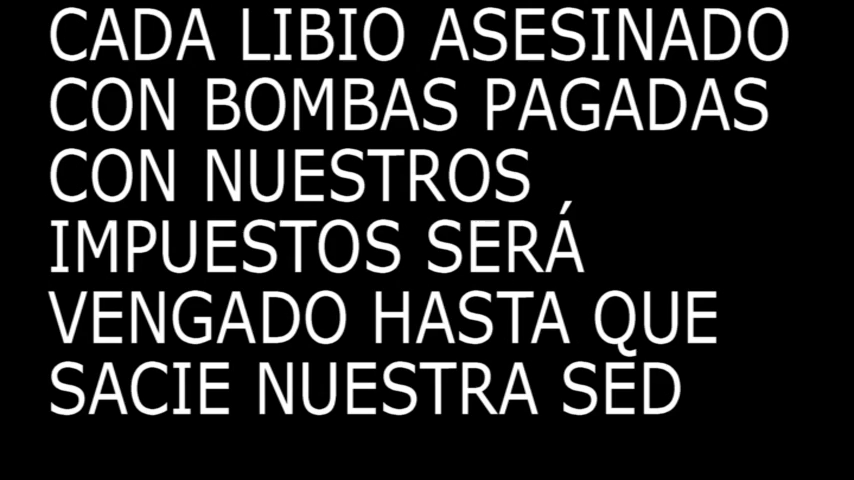 CADA LIBIO ASESINADO
CON BOMBAS PAGADAS
CON NUESTROS
IMPUESTOS SERÁ
VENGADO HASTA QUE
SACIE NUESTRA SED